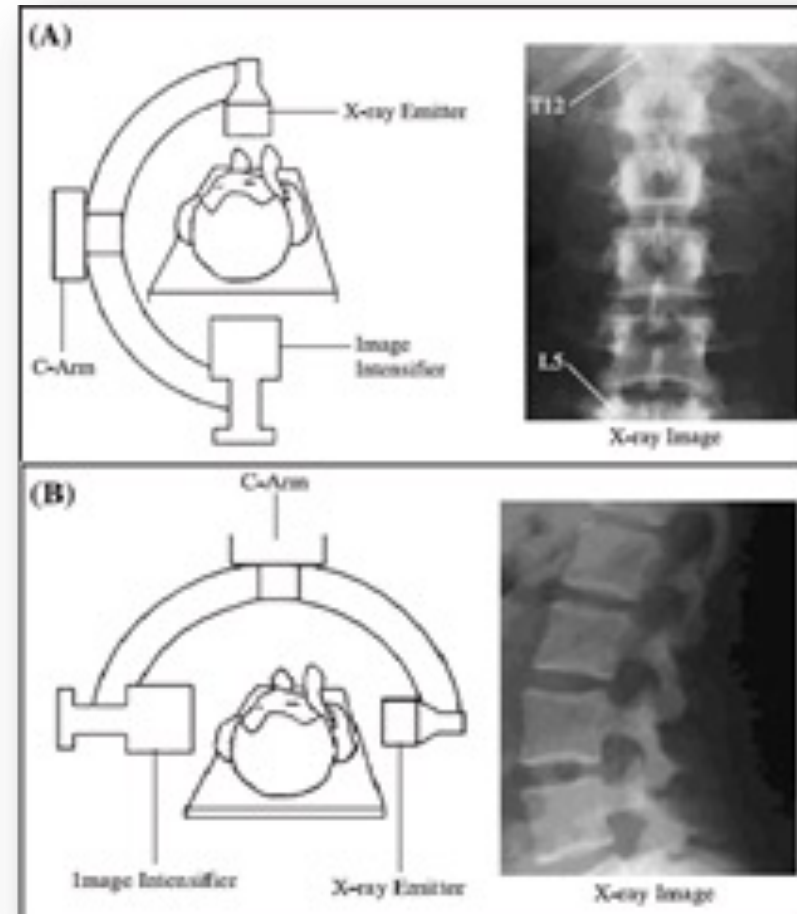 (A)
X-ray Emitter
T12
C-Arm
Image
Intensifier
L5
X-ray Image
(B)
C-Arm
Image Intensifier
X-ray Emitter
X-ray Image